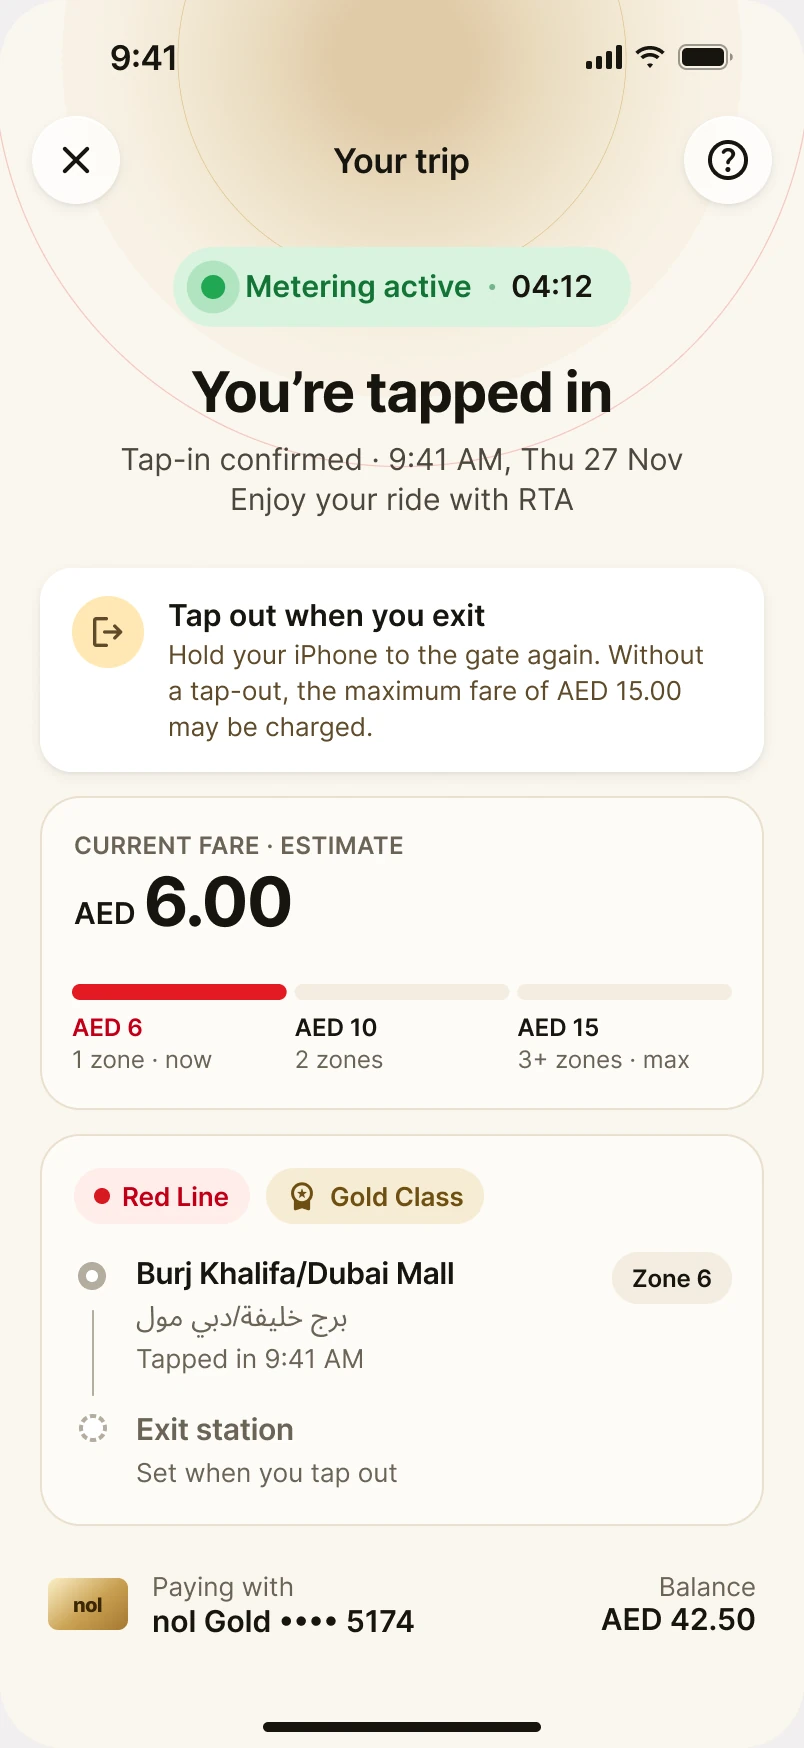 9:41
Your trip
Metering active · 04:12
You’re tapped in
Tap-in confirmed · 9:41 AM, Thu 27 Nov
Enjoy your ride with RTA
Tap out when you exit
Hold your iPhone to the gate again. Without
a tap-out, the maximum fare of AED 15.00
may be charged.
CURRENT FARE · ESTIMATE
AED 6.00
AED 6
1 zone · now
AED 10
2 zones
AED 15
3+ zones · max
Red Line
Gold Class
Burj Khalifa/Dubai Mall
Zone 6
برج خليفة/دبي مول
Tapped in 9:41 AM
Exit station
Set when you tap out
nol
Paying with
nol Gold •••• 5174
Balance
AED 42.50